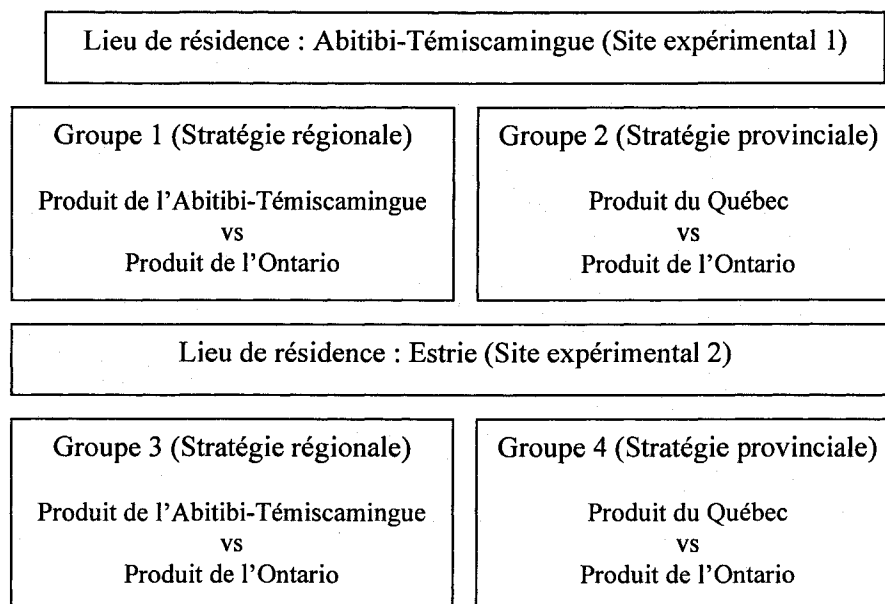 Lieu de résidence : Abitibi-Témiscamingue (Site expérimental 1)
Groupe 1 (Stratégie régionale)
Produit de l'Abitibi-Témiscamingue
vs
Produit de l'Ontario
Groupe 2 (Stratégie provinciale)
Produit du Québec
vs
Produit de l'Ontario
Lieu de résidence : Estrie (Site expérimental 2)
Groupe 3 (Stratégie régionale)
Produit de l'Abitibi-Témiscamingue
vs
Produit de l'Ontario
Groupe 4 (Stratégie provinciale)
Produit du Québec
vs
Produit de l'Ontario